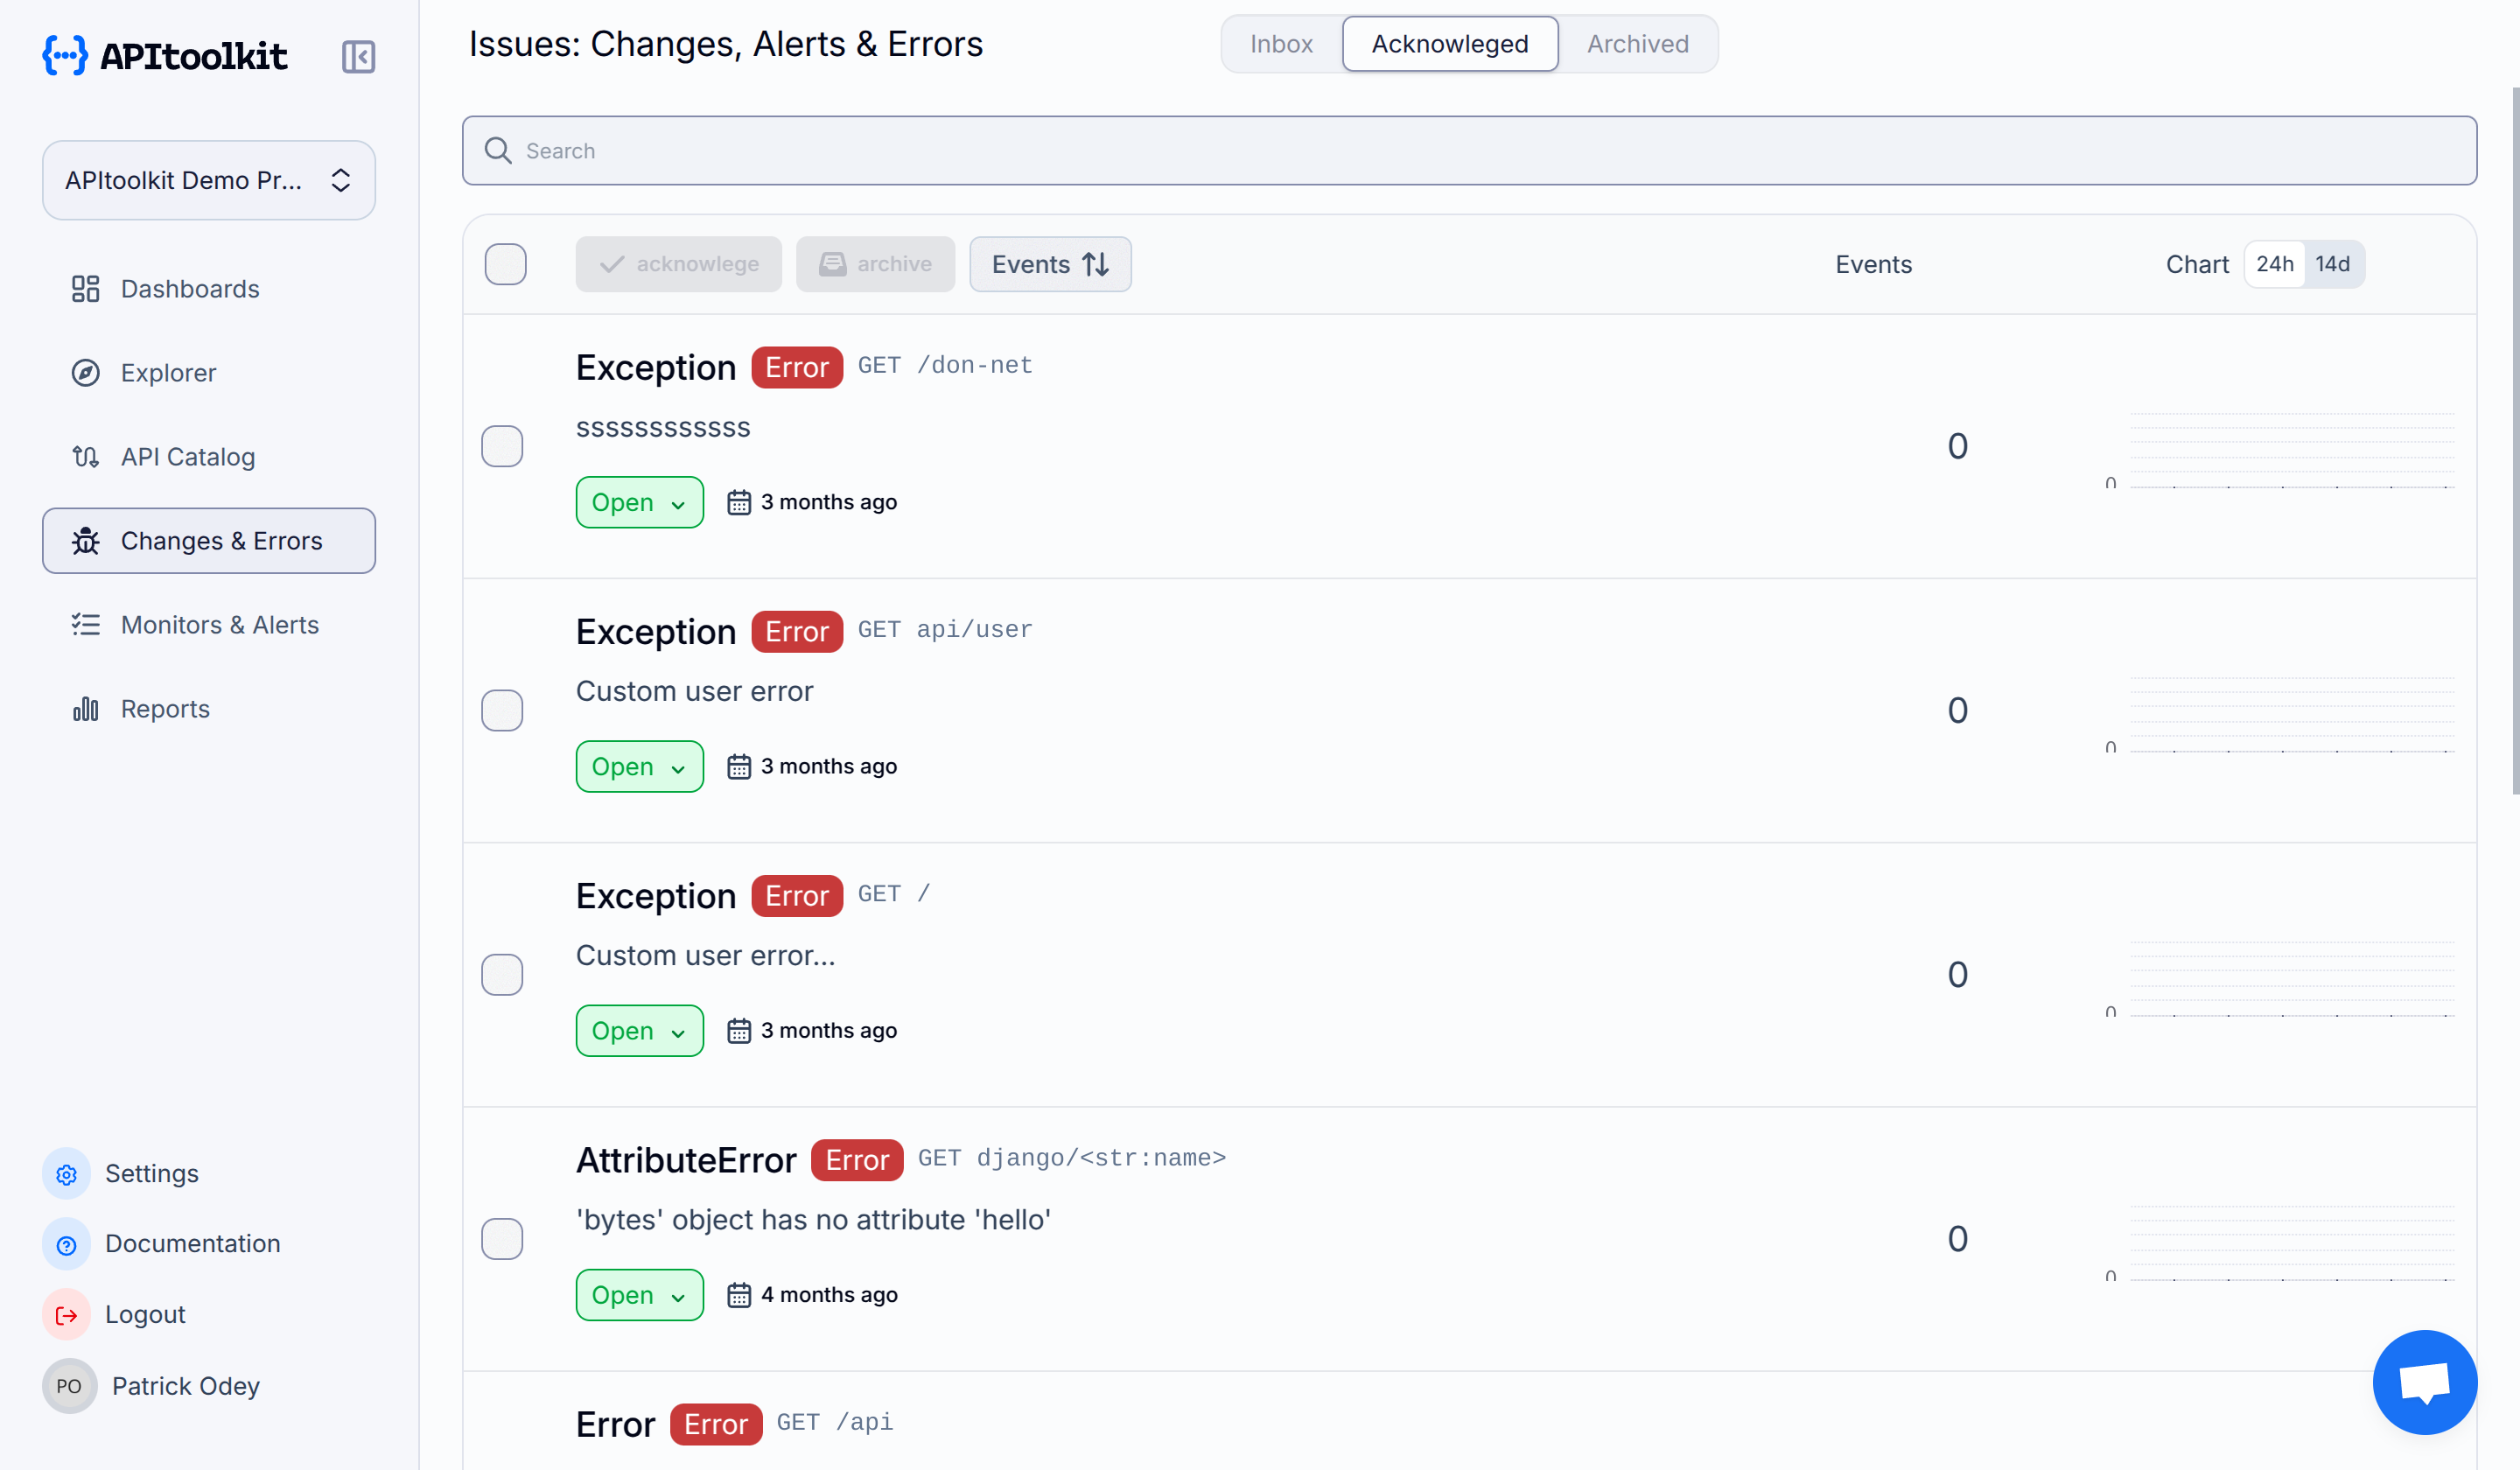 APItoolkit
APItoolkit Demo Pr...
Dashboards
Explorer
API Catalog
Changes & Errors
Monitors & Alerts
Reports
Settings
Documentation
Logout
PO Patrick Odey
Issues: Changes, Alerts & Errors
Inbox Acknowleged Archived
Search
acknowlege archive Events Events Chart 24h 14d
Exception Error GET /don-net
ssssssssssss
Open 3 months ago
0
0
Exception Error GET api/user
Custom user error
Open 3 months ago
0
0
Exception Error GET /
Custom user error...
Open 3 months ago
0
0
AttributeError Error GET django/<str:name>
'bytes' object has no attribute 'hello'
Open 4 months ago
0
0
Error Error GET /api